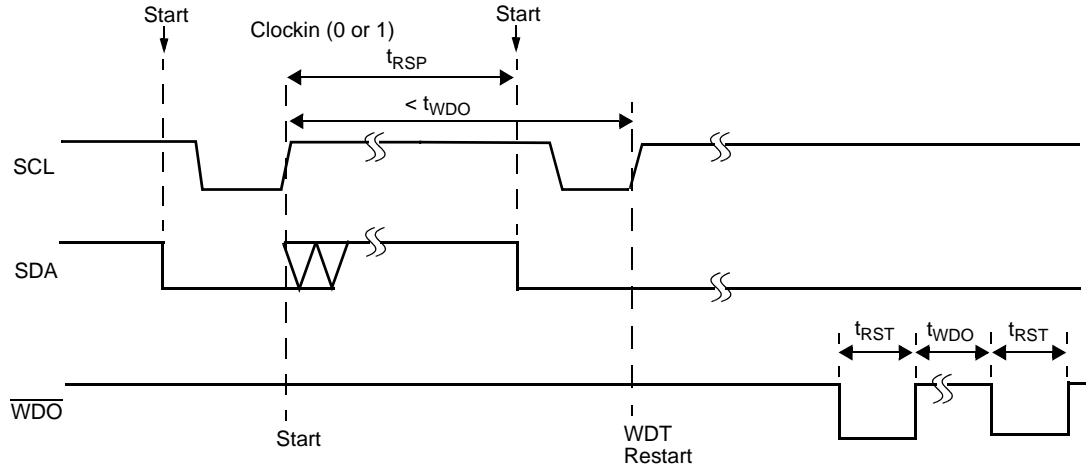 Start
Start
Clockin (0 or 1)
tRSP
< tWDO
SCL
SDA
tRST
tWDO
tRST
WDO
Start
WDT
Restart